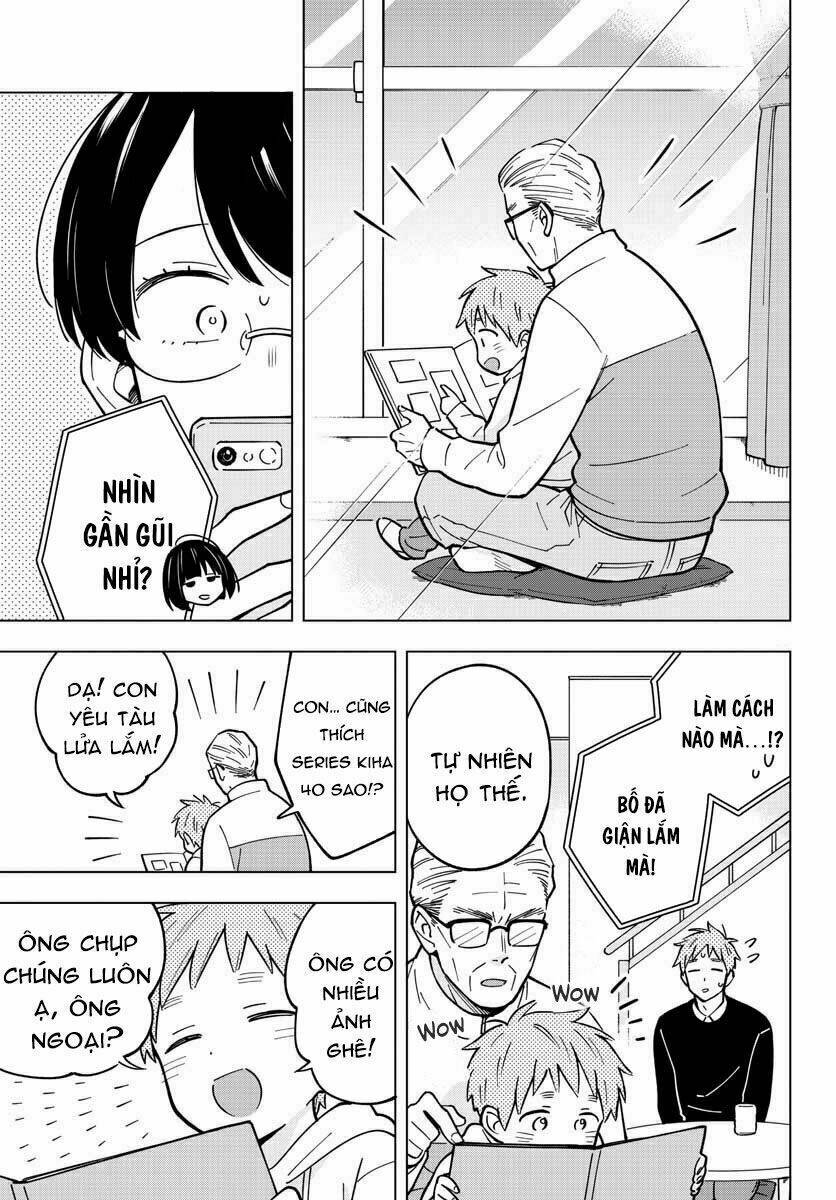 NHÌN
GẦN GŨI
NHỈ?
LÀM CÁCH
NÀO MÀ...!?
BỐ ĐÃ
GIẬN LẮM
MÀ!
TỰ NHIÊN
HỌ THẾ.
WOW
WOW
CON... CŨNG
THÍCH
SERIES KIHA
40 SAO!?
DẠ! CON
YÊU TÀU
LỬA LẮM!
ÔNG CÓ
NHIỀU
ẢNH
GHÊ!
ÔNG CHỤP
CHÚNG LUÔN
Ạ, ÔNG
NGOẠI?